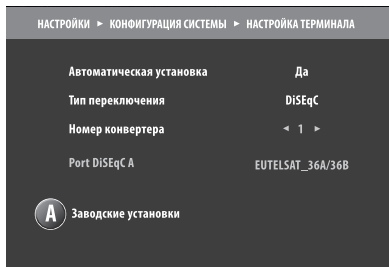 НАСТРОЙКИ ► КОНФИГУРАЦИЯ СИСТЕМЫ ► НАСТРОЙКА ТЕРМИНАЛА
Автоматическая установка Да
Тип переключения DiSEqC
Номер конвертера ◄ 1 ►
Port DiSEqC A EUTELSAT_36A/36B
A Заводские установки